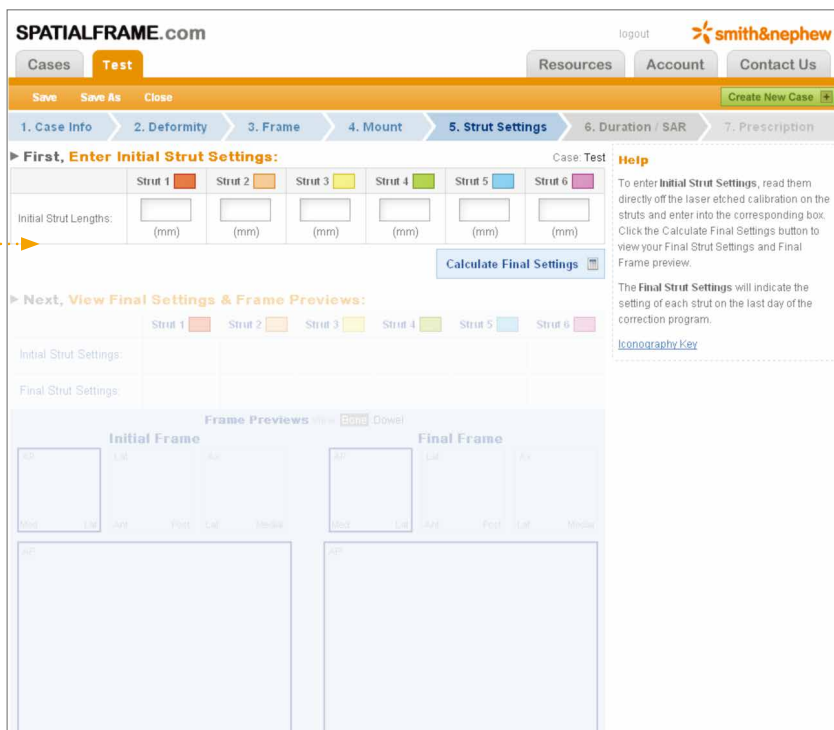 SPATIALFRAME.com
logout
smith&nephew
Cases
Test
Resources
Account
Contact Us
Save
Save As
Close
Create New Case +
1. Case Info
2. Deformity
3. Frame
4. Mount
5. Strut Settings
6. Duration / SAR
7. Prescription
First, Enter Initial Strut Settings:
Case: Test
Strut 1
Strut 2
Strut 3
Strut 4
Strut 5
Strut 6
Initial Strut Lengths:
(mm)
(mm)
(mm)
(mm)
(mm)
(mm)
Calculate Final Settings
Help
To enter Initial Strut Settings, read them
directly off the laser etched calibration on the
struts and enter into the corresponding box.
Click the Calculate Final Settings button to
view your Final Strut Settings and Final
Frame preview.
The Final Strut Settings will indicate the
setting of each strut on the last day of the
correction program.
Iconography Key
Next, View Final Settings & Frame Previews:
Strut 1
Strut 2
Strut 3
Strut 4
Strut 5
Strut 6
Initial Strut Settings:
Final Strut Settings:
Frame Previews View: Bone Dowel
Initial Frame
Final Frame
AP
Lat
Ax
AP
Lat
Ax
Med
Lat
Ant
Post
Lat
Media
Med
Lat
Ant
Post
Lat
Media
AP
AP